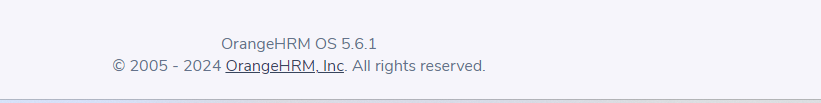 OrangeHRM OS 5.6.1
© 2005 - 2024 OrangeHRM, Inc. All rights reserved.